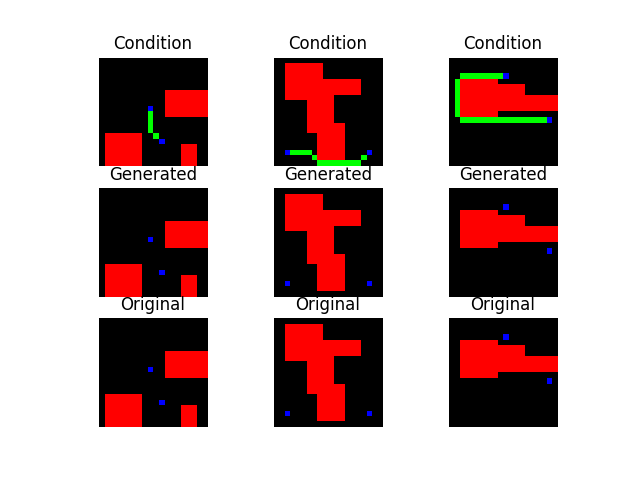 Condition Condition Condition
Generated Generated Generated
Original Original Original